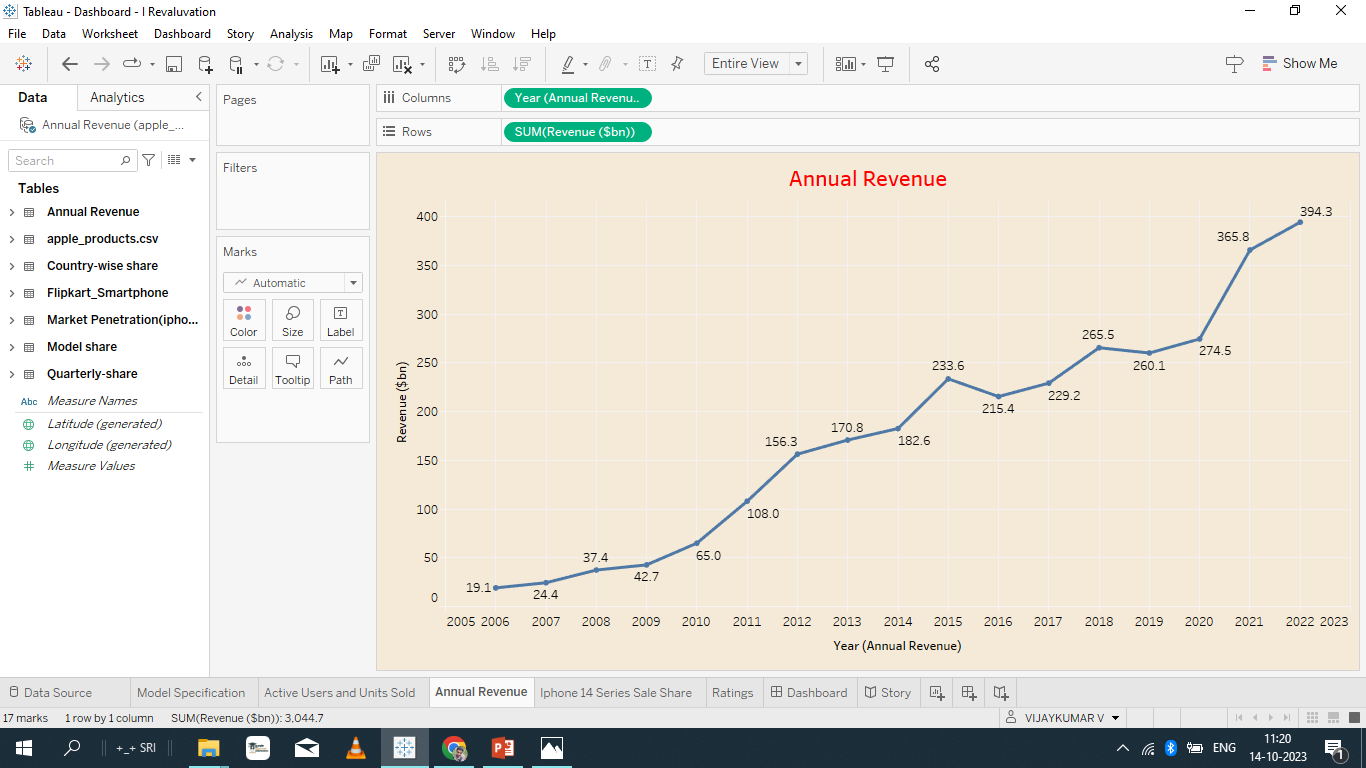 Tableau - Dashboard - I Revaluvation
File Data Worksheet Dashboard Story Analysis Map Format Server Window Help
Entire View
Show Me
Data Analytics
Annual Revenue (apple_...
Search
Tables
Annual Revenue
apple_products.csv
Country-wise share
Flipkart_Smartphone
Market Penetration(ipho...
Model share
Quarterly-share
Abc Measure Names
Latitude (generated)
Longitude (generated)
Measure Values
Pages
Filters
Marks
Automatic
Color Size Label
T
Detail Tooltip Path
Columns Year (Annual Revenu..
Rows SUM(Revenue ($bn))
Annual Revenue
Revenue ($bn)
400
350
300
250
200
150
100
50
0
19.1
24.4
37.4
42.7
65.0
108.0
156.3
170.8
182.6
233.6
215.4
229.2
265.5
260.1
274.5
365.8
394.3
2005 2006 2007 2008 2009 2010 2011 2012 2013 2014 2015 2016 2017 2018 2019 2020 2021 2022 2023
Year (Annual Revenue)
Data Source Model Specification Active Users and Units Sold Annual Revenue Iphone 14 Series Sale Share Ratings Dashboard Story
17 marks 1 row by 1 column SUM(Revenue ($bn)): 3,044.7
VIJAYKUMAR V
+_+ SRI
ENG
11:20
14-10-2023
1